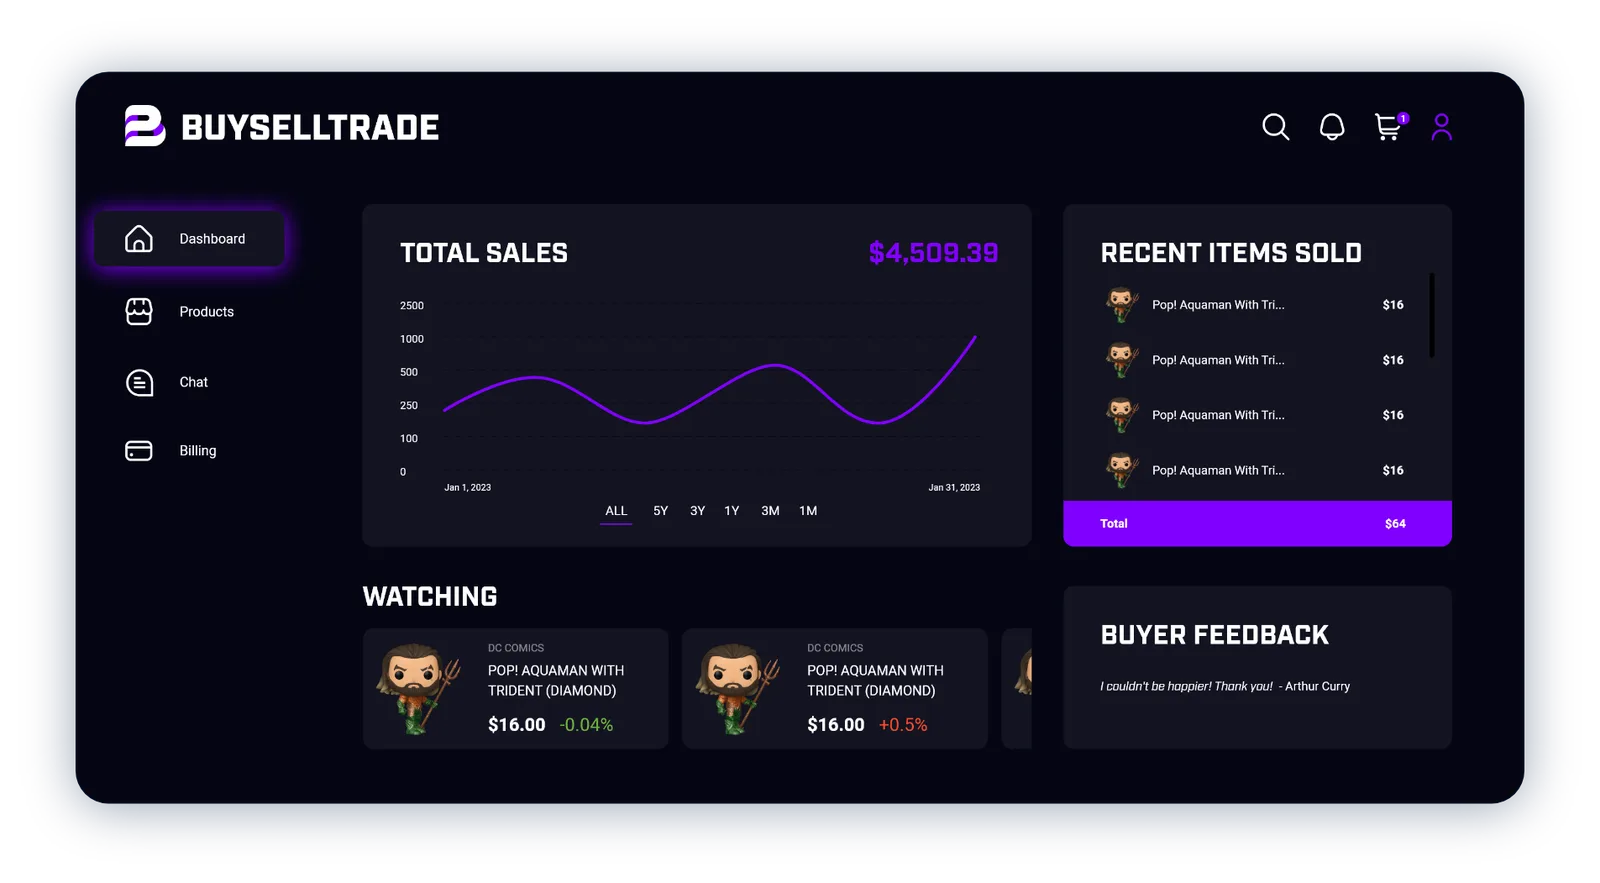 BUYSELLTRADE
1
Dashboard
Products
Chat
Billing
TOTAL SALES
$4,509.39
2500
1000
500
250
100
0
Jan 1, 2023
Jan 31, 2023
ALL 5Y 3Y 1Y 3M 1M
RECENT ITEMS SOLD
Pop! Aquaman With Tri... $16
Pop! Aquaman With Tri... $16
Pop! Aquaman With Tri... $16
Pop! Aquaman With Tri... $16
Total $64
WATCHING
DC COMICS
POP! AQUAMAN WITH
TRIDENT (DIAMOND)
$16.00 -0.04%
DC COMICS
POP! AQUAMAN WITH
TRIDENT (DIAMOND)
$16.00 +0.5%
BUYER FEEDBACK
I couldn't be happier! Thank you! - Arthur Curry